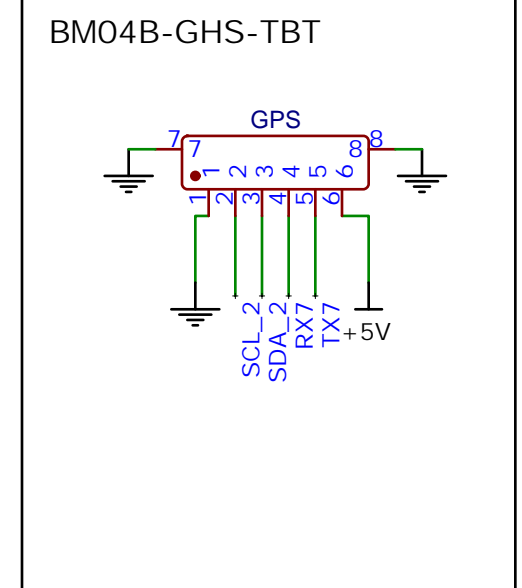 BM04B-GHS-TBT
GPS
7
8
7
8
1 2 3 4 5 6
1 2 3 4 5 6
SCL_2
SDA_2
RX7
TX7
+5V